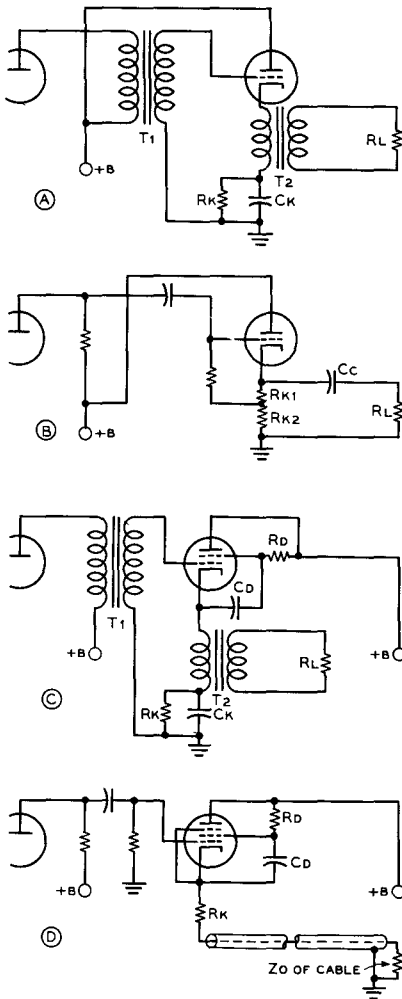 T1
+B
T2
RL
RK
CK
A
CC
RK1
RK2
RL
+B
B
RD
CD
T1
+B
RL
+B
T2
RK
CK
C
RD
CD
+B
+B
RK
D
Zo OF CABLE